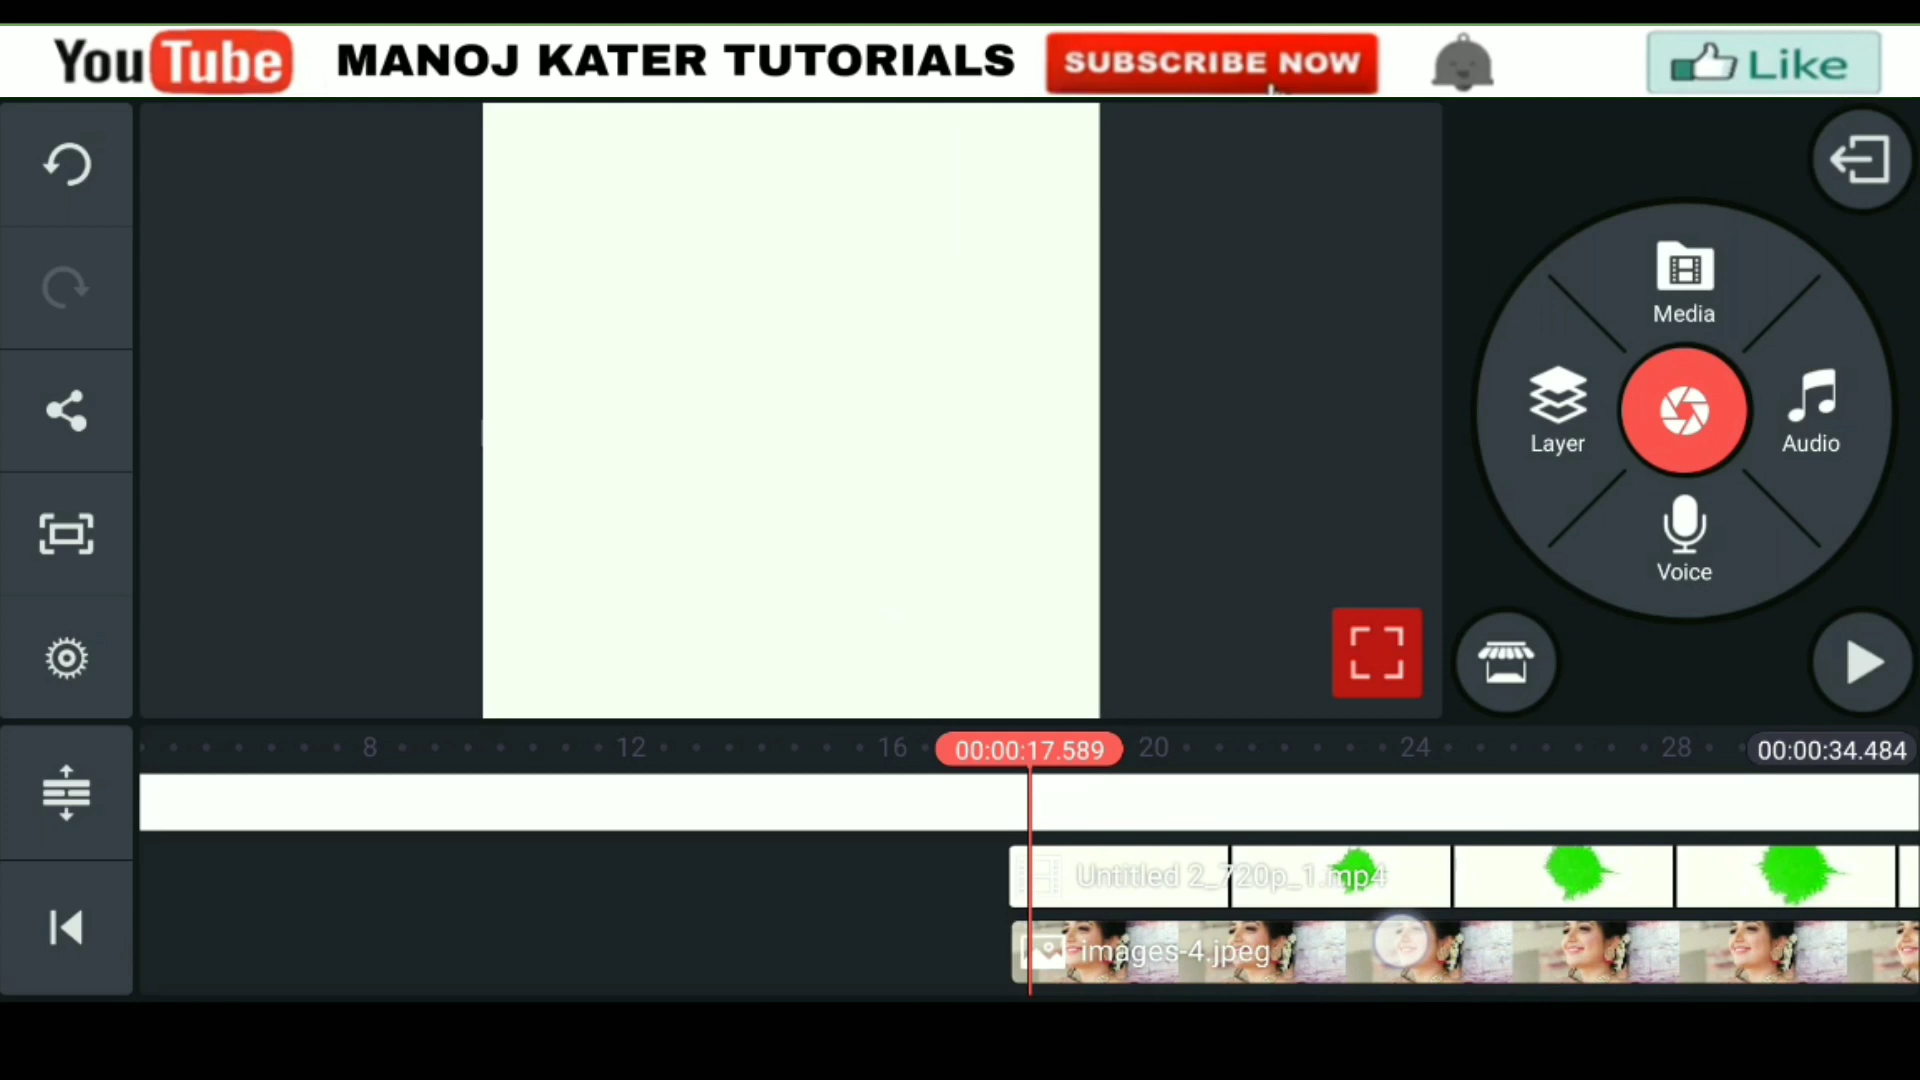 YouTube MANOJ KATER TUTORIALS SUBSCRIBE NOW Like
Media
Layer
Audio
Voice
8 12 16 00:00:17.589 20 24 28 00:00:34.484
Untitled 2_720p_1.mp4
images-4.jpeg